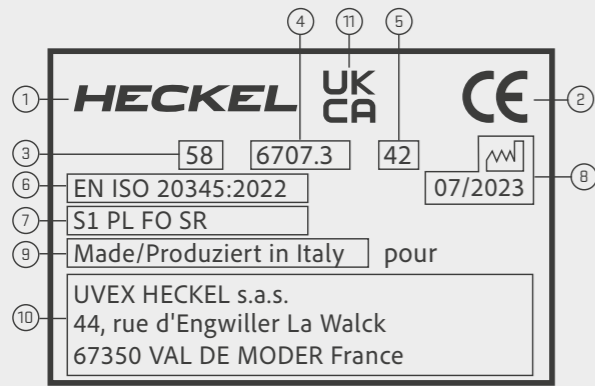 4 11 5
1 HECKEL UK CA CE 2
3 58 6707.3 42
6 EN ISO 20345:2022 07/2023 8
7 S1 PL FO SR
9 Made/Produziert in Italy pour
10 UVEX HECKEL s.a.s.
44, rue d'Engwiller La Walck
67350 VAL DE MODER France